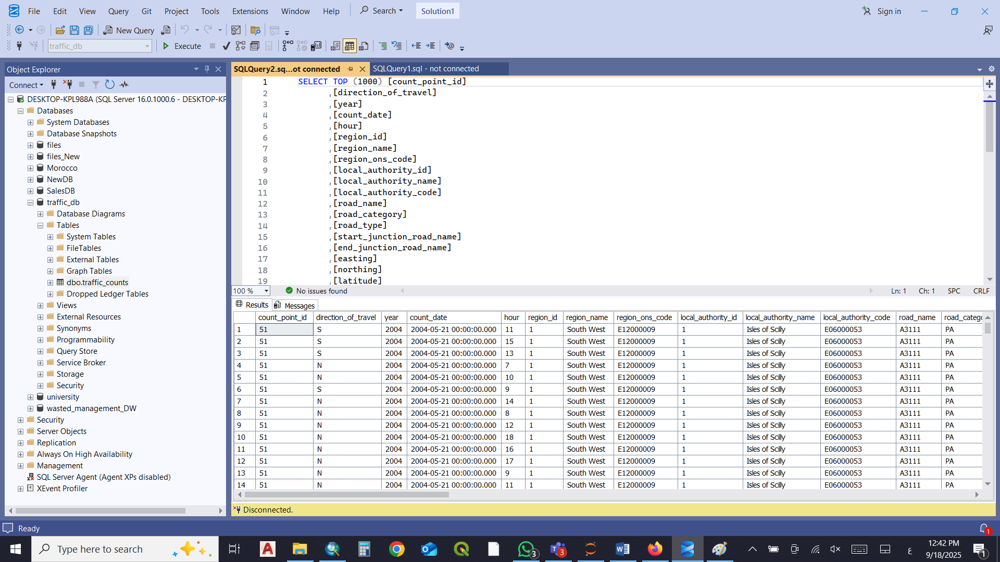 File Edit View Query Git Project Tools Extensions Window Help Search Solution1 Sign in
New Query
traffic_db Execute
Object Explorer
Connect
DESKTOP-KPL988A (SQL Server 16.0.1000.6 - DESKTOP-KP
Databases
System Databases
Database Snapshots
files
files_New
Morocco
NewDB
SalesDB
traffic_db
Database Diagrams
Tables
System Tables
FileTables
External Tables
Graph Tables
dbo.traffic_counts
Dropped Ledger Tables
Views
External Resources
Synonyms
Programmability
Query Store
Service Broker
Storage
Security
university
wasted_management_DW
Security
Server Objects
Replication
Always On High Availability
Management
SQL Server Agent (Agent XPs disabled)
XEvent Profiler
SQLQuery2.sq...ot connected SQLQuery1.sql - not connected
1 SELECT TOP (1000) [count_point_id]
2 ,[direction_of_travel]
3 ,[year]
4 ,[count_date]
5 ,[hour]
6 ,[region_id]
7 ,[region_name]
8 ,[region_ons_code]
9 ,[local_authority_id]
10 ,[local_authority_name]
11 ,[local_authority_code]
12 ,[road_name]
13 ,[road_category]
14 ,[road_type]
15 ,[start_junction_road_name]
16 ,[end_junction_road_name]
17 ,[easting]
18 ,[northing]
19 ,[latitude]
100 % No issues found Ln: 1 Ch: 1 SPC CRLF
Results Messages
count_point_id direction_of_travel year count_date hour region_id region_name region_ons_code local_authority_id local_authority_name local_authority_code road_name road_catego
1 51 S 2004 2004-05-21 00:00:00.000 11 1 South West E12000009 1 Isles of Scilly E06000053 A3111 PA
2 51 S 2004 2004-05-21 00:00:00.000 15 1 South West E12000009 1 Isles of Scilly E06000053 A3111 PA
3 51 S 2004 2004-05-21 00:00:00.000 13 1 South West E12000009 1 Isles of Scilly E06000053 A3111 PA
4 51 N 2004 2004-05-21 00:00:00.000 7 1 South West E12000009 1 Isles of Scilly E06000053 A3111 PA
5 51 N 2004 2004-05-21 00:00:00.000 10 1 South West E12000009 1 Isles of Scilly E06000053 A3111 PA
6 51 S 2004 2004-05-21 00:00:00.000 9 1 South West E12000009 1 Isles of Scilly E06000053 A3111 PA
7 51 N 2004 2004-05-21 00:00:00.000 14 1 South West E12000009 1 Isles of Scilly E06000053 A3111 PA
8 51 N 2004 2004-05-21 00:00:00.000 8 1 South West E12000009 1 Isles of Scilly E06000053 A3111 PA
9 51 N 2004 2004-05-21 00:00:00.000 12 1 South West E12000009 1 Isles of Scilly E06000053 A3111 PA
10 51 N 2004 2004-05-21 00:00:00.000 18 1 South West E12000009 1 Isles of Scilly E06000053 A3111 PA
11 51 N 2004 2004-05-21 00:00:00.000 16 1 South West E12000009 1 Isles of Scilly E06000053 A3111 PA
12 51 N 2004 2004-05-21 00:00:00.000 17 1 South West E12000009 1 Isles of Scilly E06000053 A3111 PA
13 51 N 2004 2004-05-21 00:00:00.000 9 1 South West E12000009 1 Isles of Scilly E06000053 A3111 PA
14 51 N 2004 2004-05-21 00:00:00.000 11 1 South West E12000009 1 Isles of Scilly E06000053 A3111 PA
Disconnected.
Ready 1
Type here to search 3 3 ع 12:42 PM 1
9/18/2025